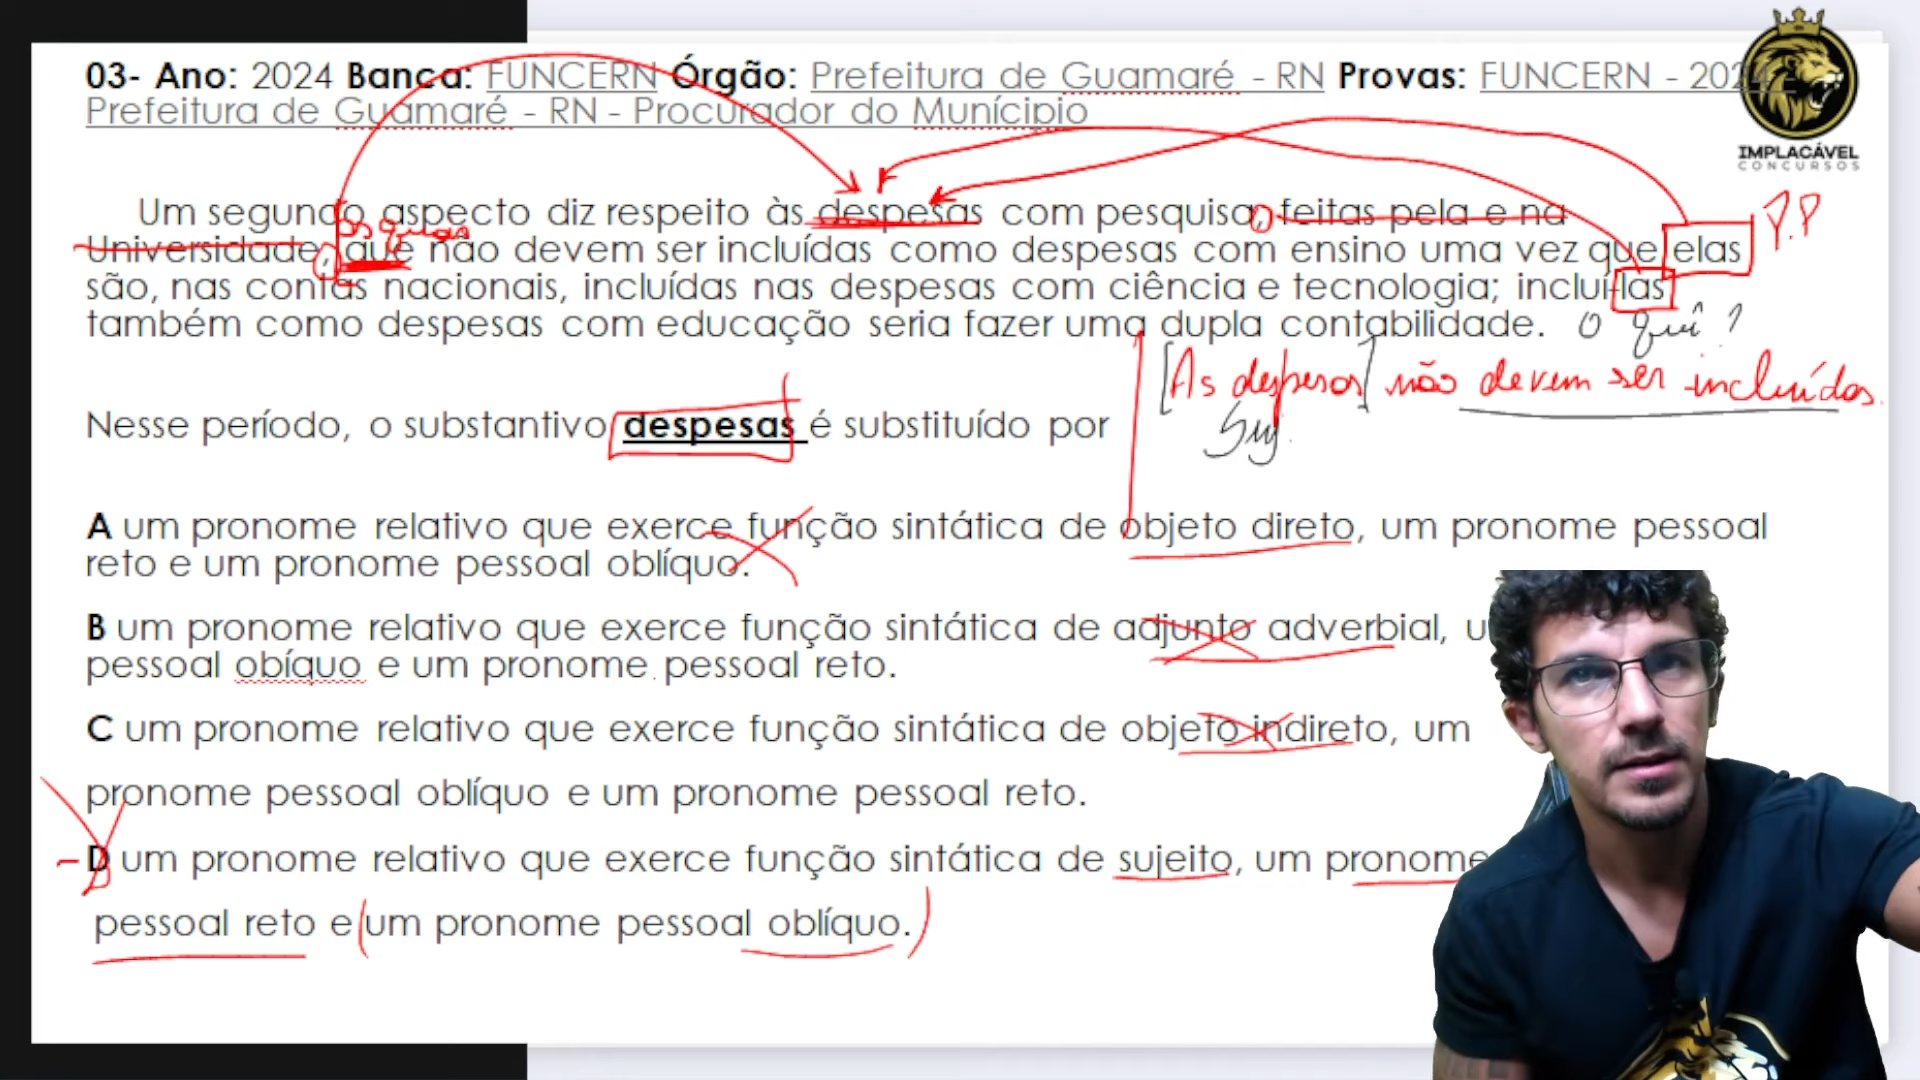 03- Ano: 2024 Banca: FUNCERN Órgão: Prefeitura de Guamaré - RN Provas: FUNCERN - 2024 -
Prefeitura de Guamaré - RN - Procurador do Munícipio
IMPLACÁVEL
CONCURSOS
Um segundo aspecto diz respeito às despesas com pesquisa, feitas pela e na
P.P
as quais
Universidade, que não devem ser incluídas como despesas com ensino uma vez que elas
são, nas contas nacionais, incluídas nas despesas com ciência e tecnologia; incluí-las
também como despesas com educação seria fazer uma dupla contabilidade. O quê?
[As despesas] não devem ser incluídas.
Suj.
Nesse período, o substantivo despesas é substituído por
A um pronome relativo que exerce função sintática de objeto direto, um pronome pessoal
reto e um pronome pessoal oblíquo.
B um pronome relativo que exerce função sintática de adjunto adverbial, u
pessoal obíquo e um pronome pessoal reto.
C um pronome relativo que exerce função sintática de objeto indireto, um
pronome pessoal oblíquo e um pronome pessoal reto.
D um pronome relativo que exerce função sintática de sujeito, um pronome
pessoal reto e (um pronome pessoal oblíquo.)